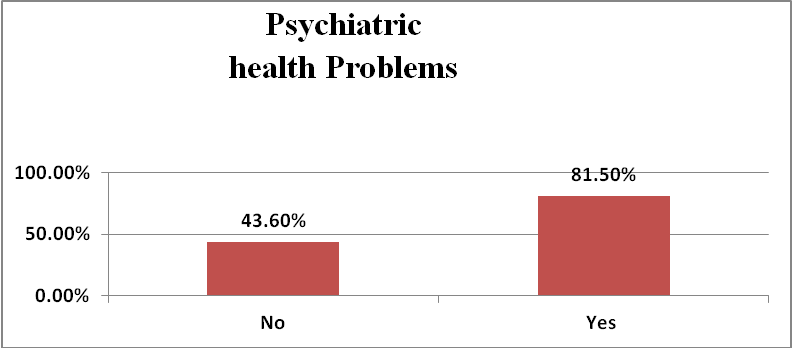 Psychiatric
health Problems
100.00%
81.50%
43.60%
50.00%
0.00%
No
Yes